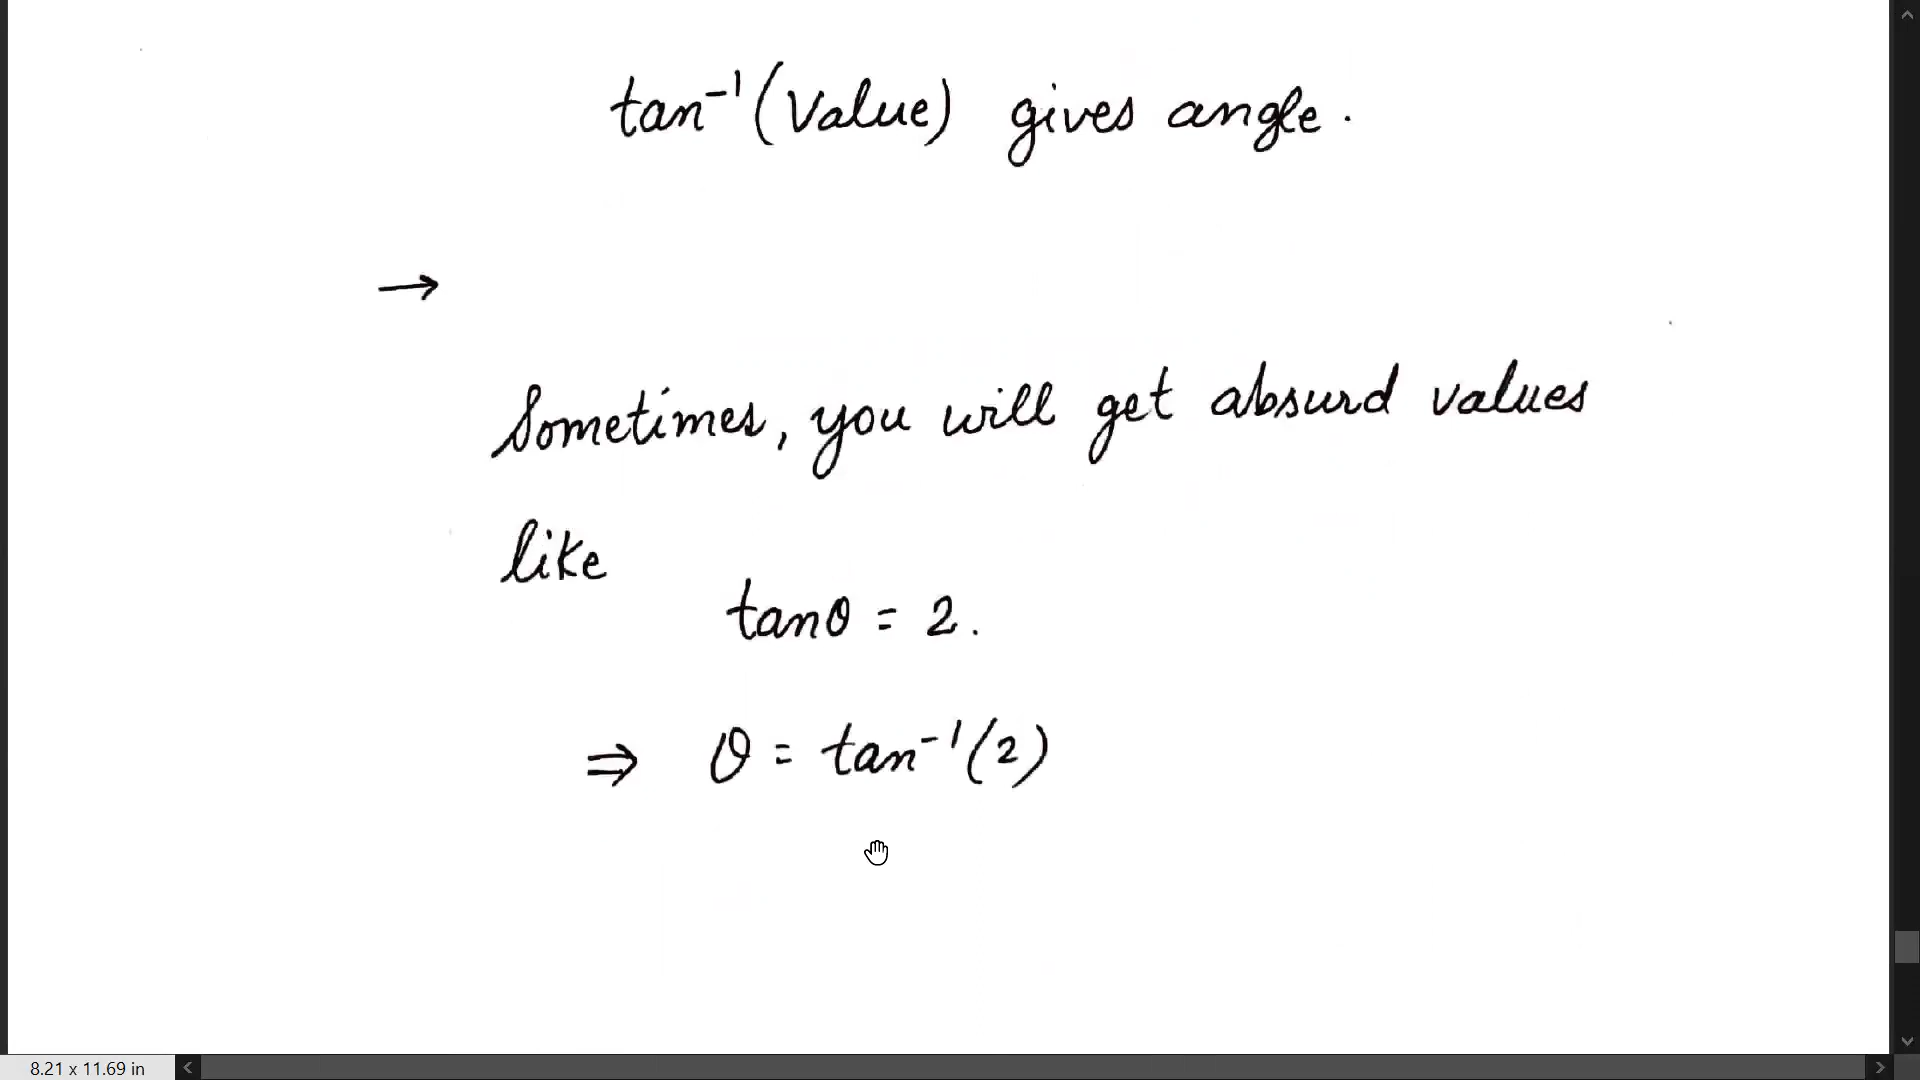 tan⁻¹(Value) gives angle.
→
Sometimes, you will get absurd values
like
tanθ = 2.
⇒ θ = tan⁻¹(2)
8.21 x 11.69 in